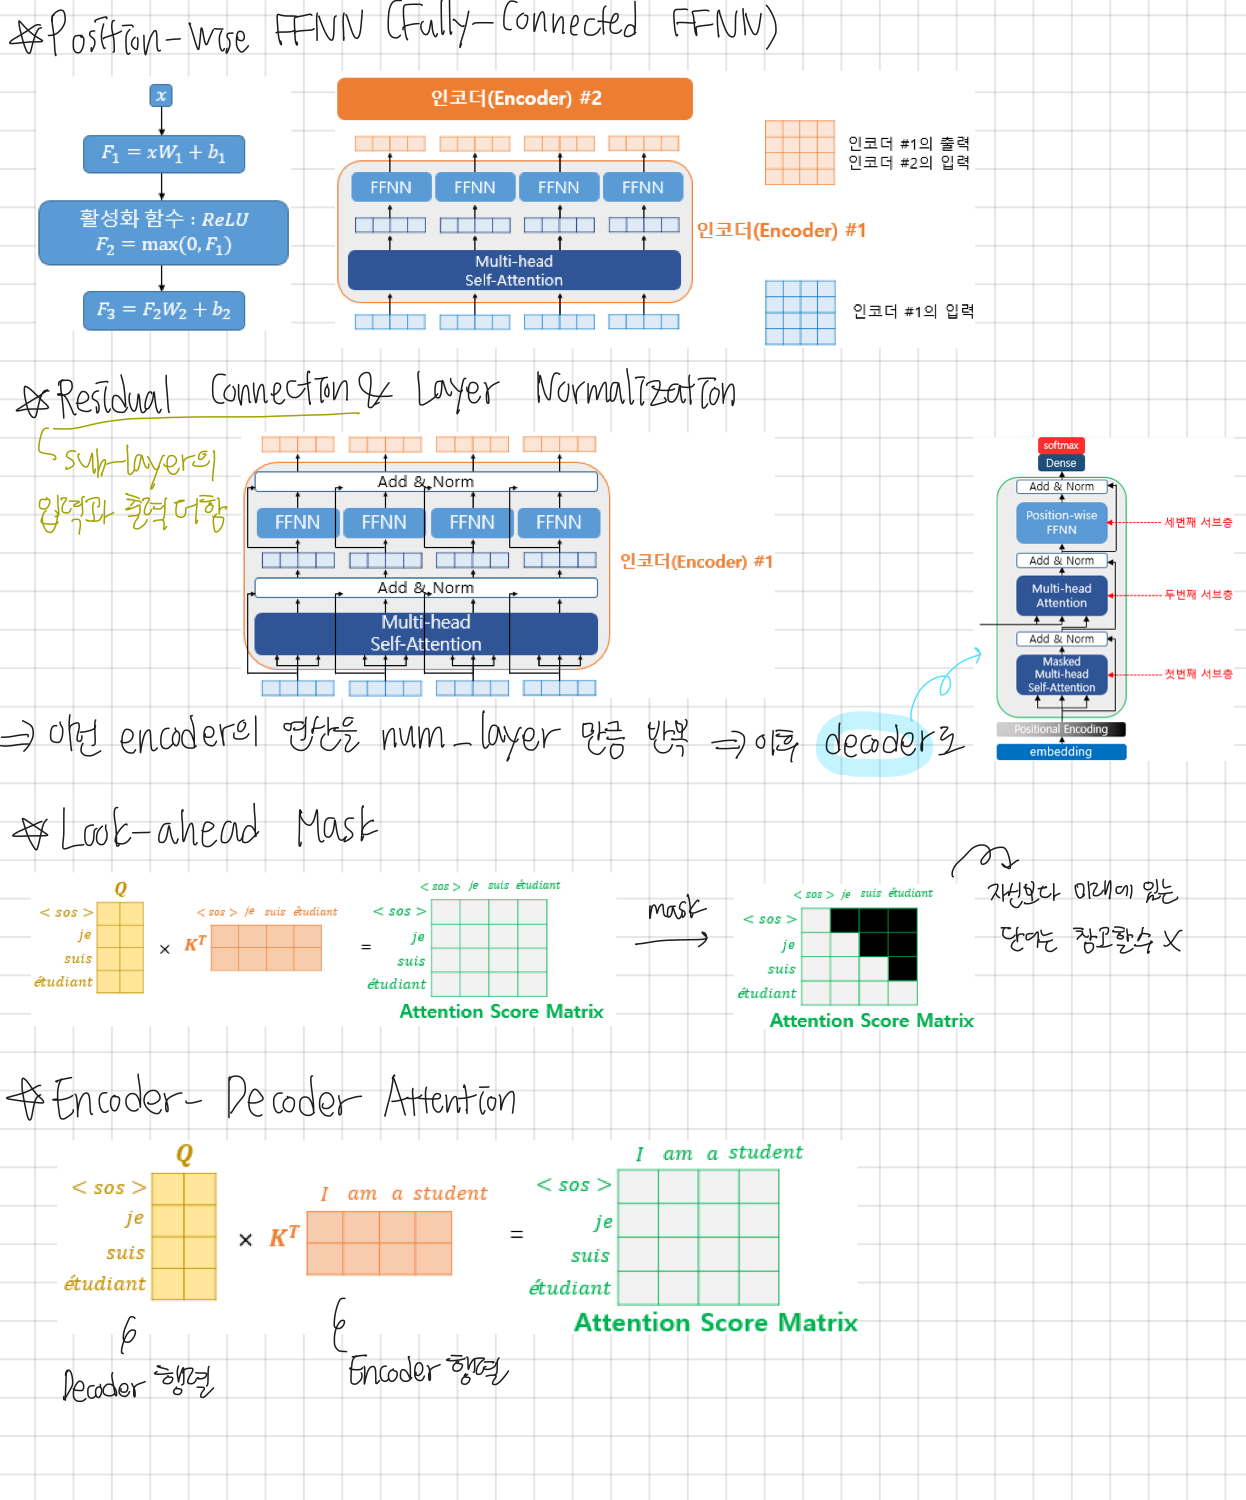 ☆Position-wise FFNN (Fully-Connected FFNN)
x
F₁ = xW₁ + b₁
활성화 함수 : ReLU
F₂ = max(0, F₁)
F₃ = F₂W₂ + b₂
인코더(Encoder) #2
FFNN FFNN FFNN FFNN
Multi-head
Self-Attention
인코더(Encoder) #1
인코더 #1의 출력
인코더 #2의 입력
인코더 #1의 입력
☆Residual Connection & Layer Normalization
sub-layer의
입력과 출력 더함
Add & Norm
FFNN FFNN FFNN FFNN
Add & Norm
Multi-head
Self-Attention
인코더(Encoder) #1
softmax
Dense
Add & Norm
Position-wise
FFNN
세번째 서브층
Add & Norm
Multi-head
Attention
두번째 서브층
Add & Norm
Masked
Multi-head
Self-Attention
첫번째 서브층
Positional Encoding
embedding
⇒ 이런 encoder의 연산을 num_layer 만큼 반복 ⇒ 이후 decoder로
☆ Look-ahead Mask
Q
<sos>
je
suis
étudiant
×
<sos> je suis étudiant
Kᵀ
=
<sos> je suis étudiant
<sos>
je
suis
étudiant
Attention Score Matrix
mask
<sos> je suis étudiant
<sos>
je
suis
étudiant
Attention Score Matrix
자신보다 미래에 있는
단어는 참고할수 X
☆Encoder-Decoder Attention
Q
<sos>
je
suis
étudiant
×
I am a student
Kᵀ
=
I am a student
<sos>
je
suis
étudiant
Attention Score Matrix
Decoder 행렬
Encoder 행렬